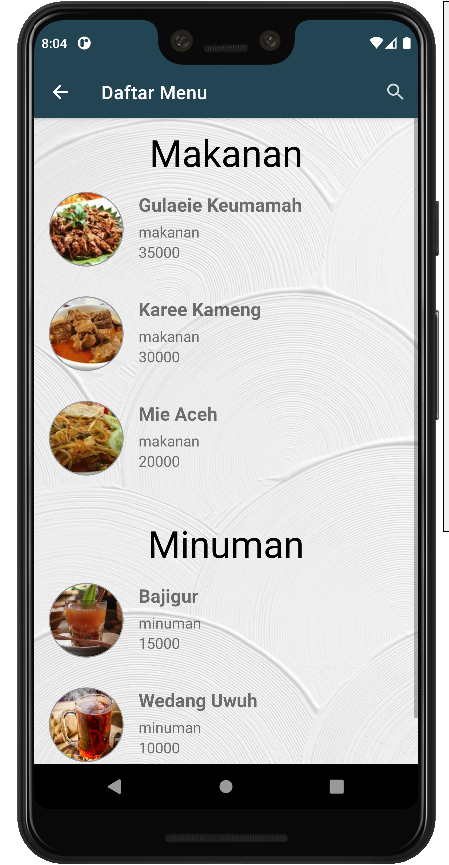 8:04
Daftar Menu
Makanan
Gulaeie Keumamah
makanan
35000
Karee Kameng
makanan
30000
Mie Aceh
makanan
20000
Minuman
Bajigur
minuman
15000
Wedang Uwuh
minuman
10000